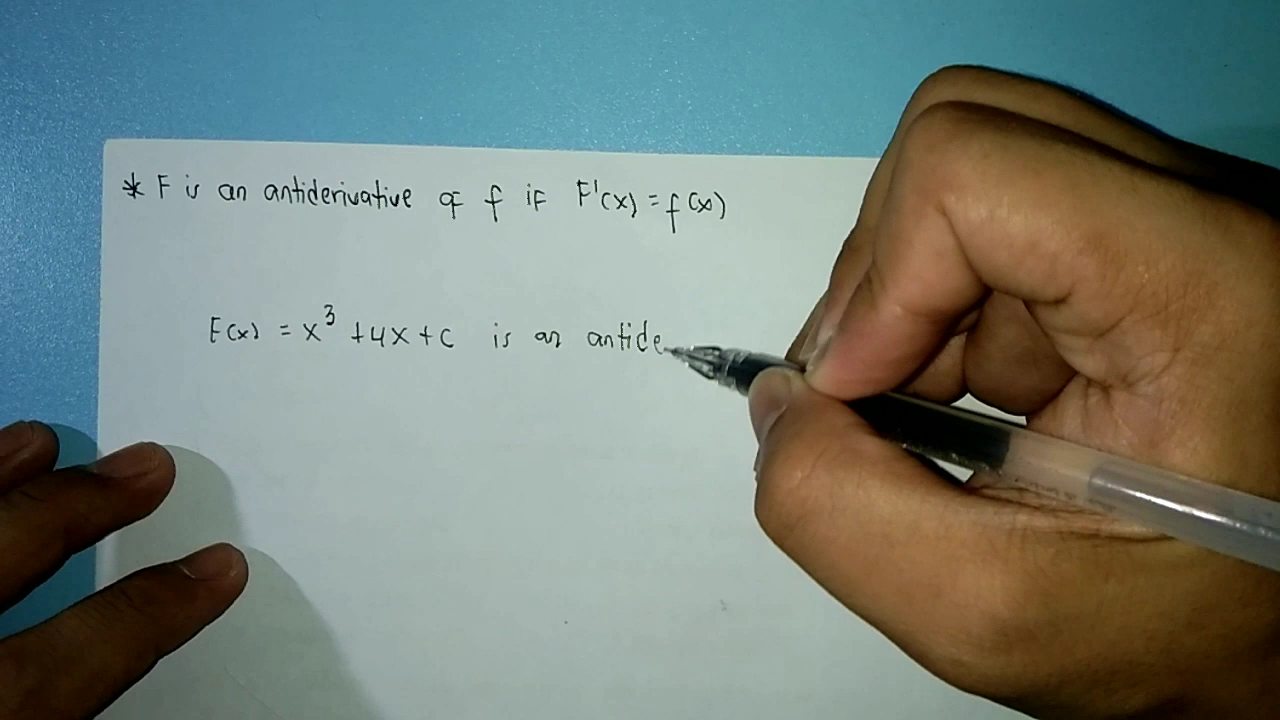 * F is an antiderivative of f if F'(x) = f(x)
F(x) = x³ + 4x + c is an antide